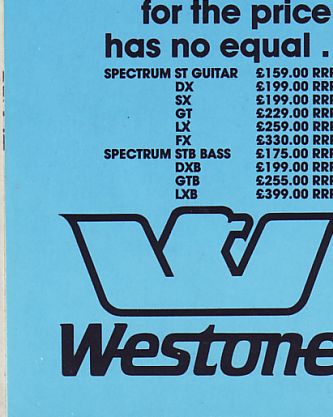 for the price
has no equal .
SPECTRUM ST GUITAR £159.00 RRP
DX £199.00 RRP
SX £199.00 RRP
GT £229.00 RRP
LX £259.00 RRP
FX £330.00 RRP
SPECTRUM STB BASS £175.00 RRP
DXB £199.00 RRP
GTB £255.00 RRP
LXB £399.00 RRP
Westone